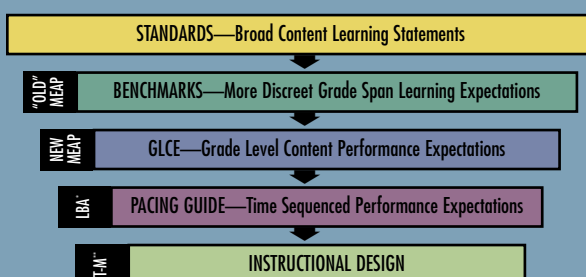 STANDARDS—Broad Content Learning Statements
"OLD"
MEAP
BENCHMARKS—More Discreet Grade Span Learning Expectations
NEW
MEAP
GLCE—Grade Level Content Performance Expectations
LBA*
PACING GUIDE—Time Sequenced Performance Expectations
T-M**
INSTRUCTIONAL DESIGN